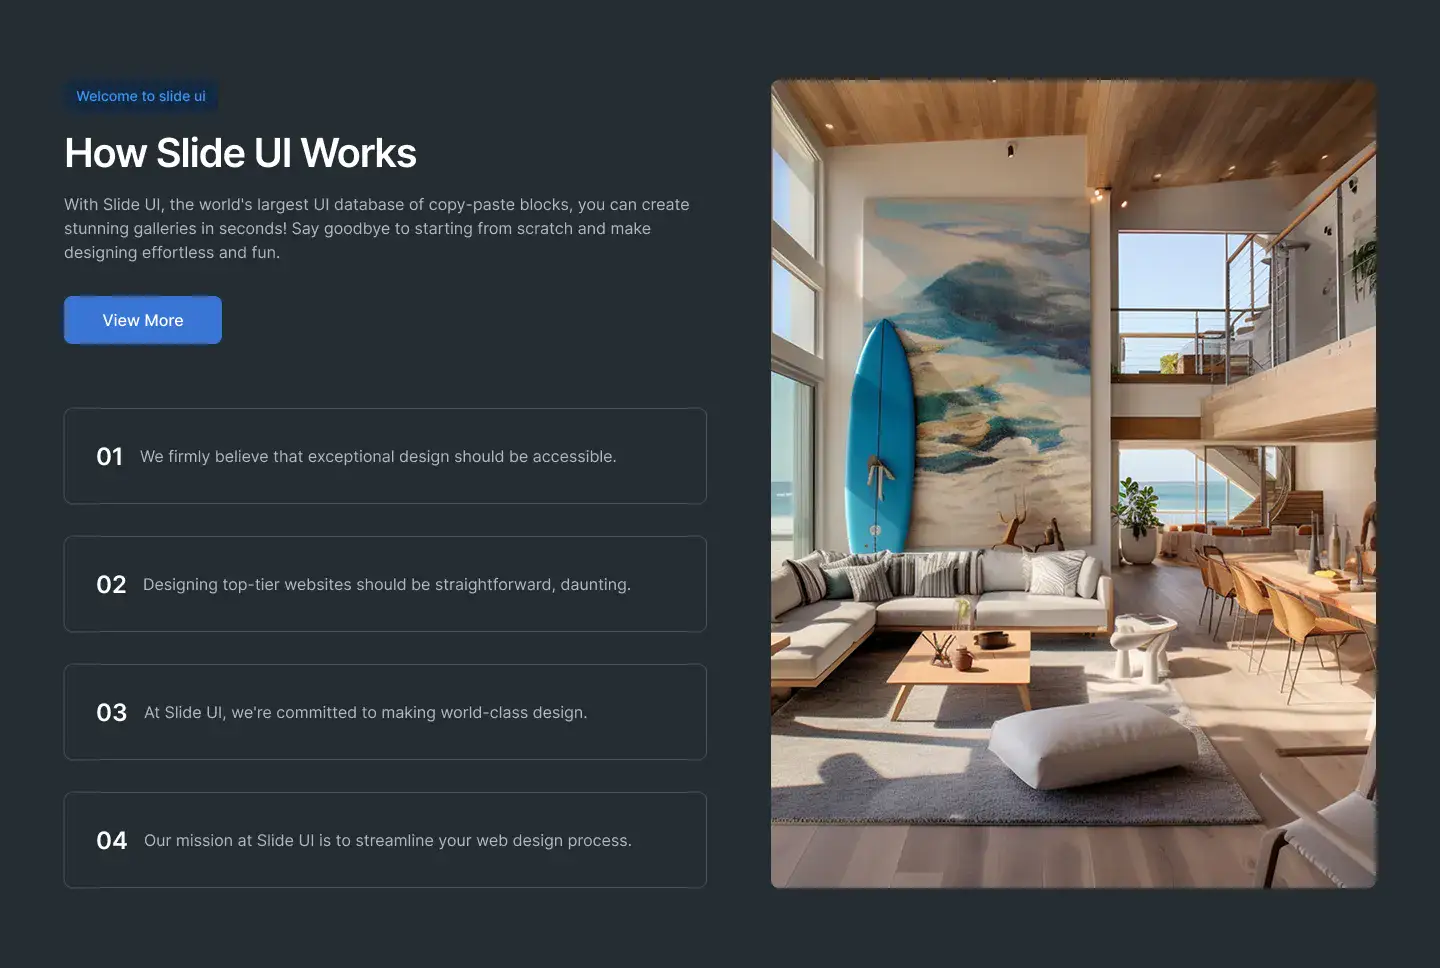 Welcome to slide ui
How Slide UI Works
With Slide UI, the world's largest UI database of copy-paste blocks, you can create
stunning galleries in seconds! Say goodbye to starting from scratch and make
designing effortless and fun.
View More
01 We firmly believe that exceptional design should be accessible.
02 Designing top-tier websites should be straightforward, daunting.
03 At Slide UI, we're committed to making world-class design.
04 Our mission at Slide UI is to streamline your web design process.